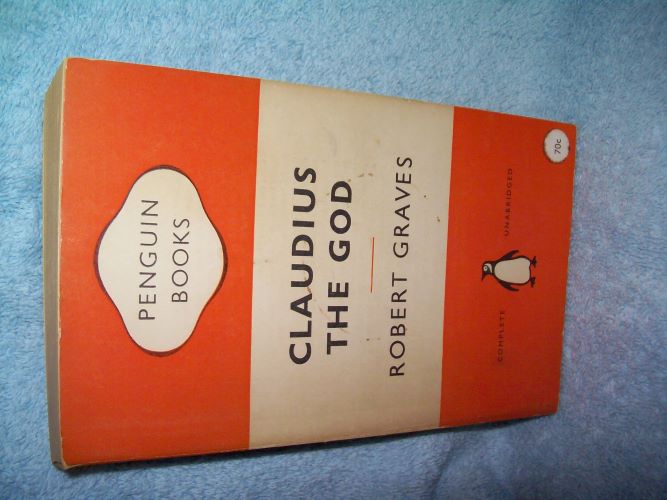 PENGUIN
BOOKS
CLAUDIUS
THE GOD
ROBERT GRAVES
COMPLETE UNABRIDGED
70c